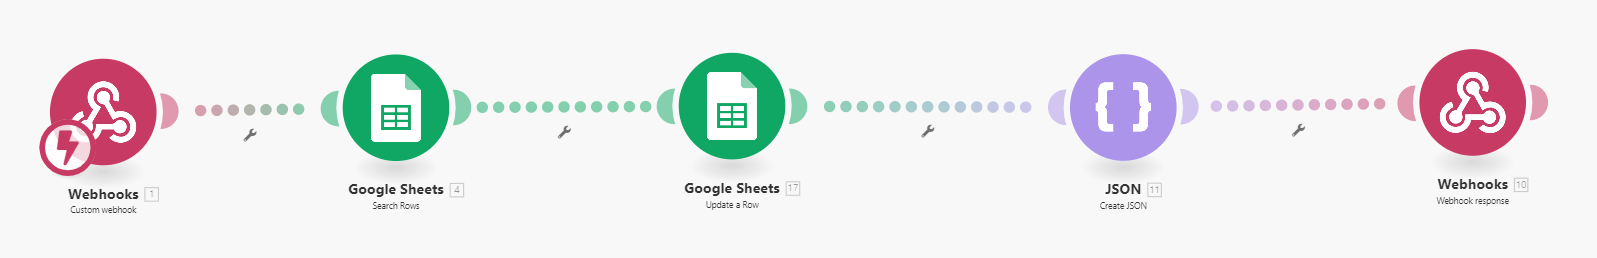 Webhooks 1
Custom webhook
Google Sheets 4
Search Rows
Google Sheets 17
Update a Row
JSON 11
Create JSON
Webhooks 10
Webhook response